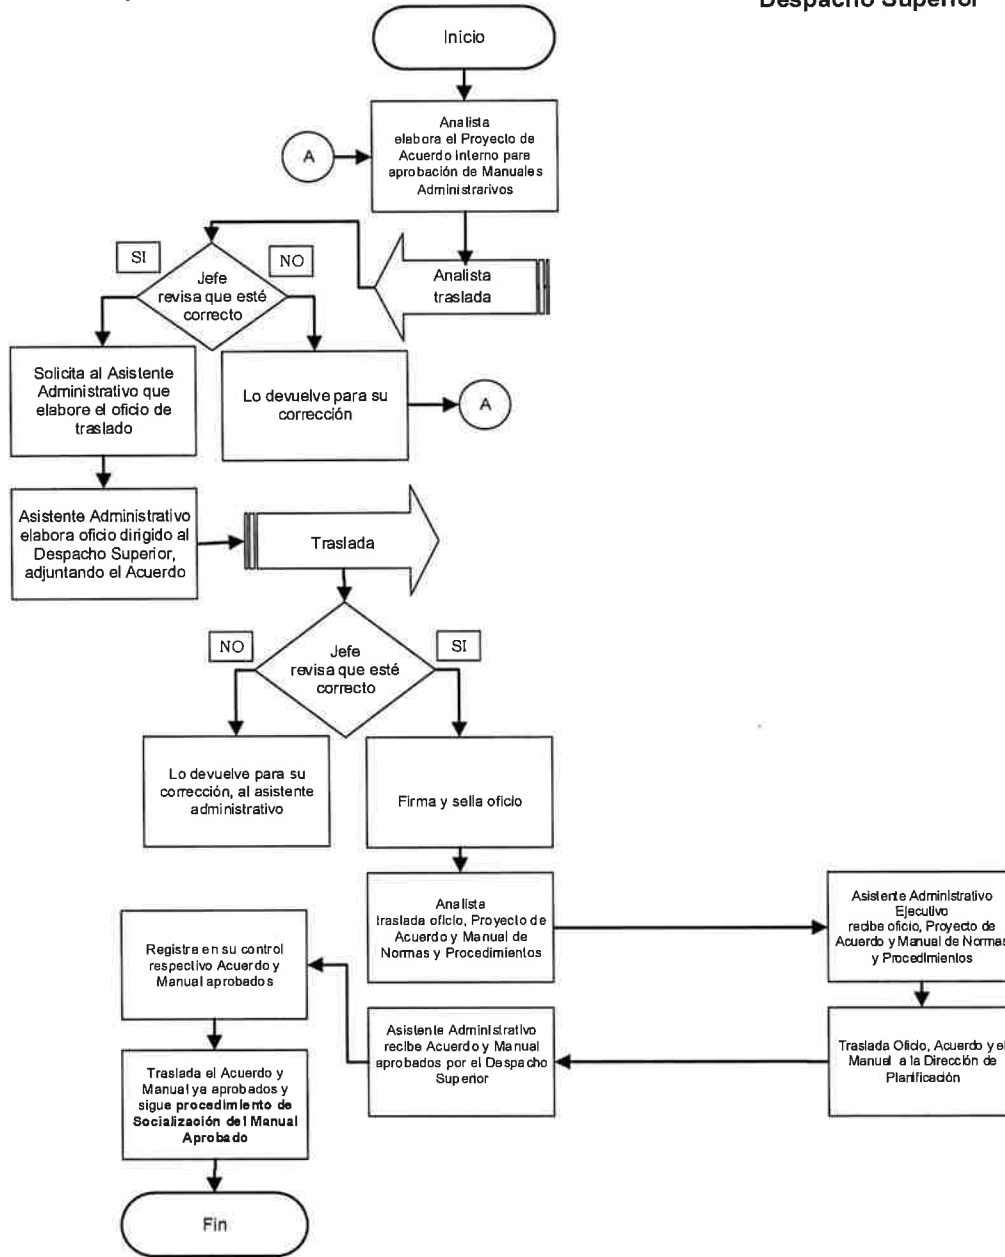 Despacho Superior
Inicio
Analista
elabora el Proyecto de
Acuerdo Interno para
aprobación de Manuales
Administrarivos
A
SI
NO
Jefe
revisa que esté
correcto
Analista
traslada
Solicita al Asistente
Administrativo que
elabore el oficio de
traslado
Lo devuelve para su
corrección
A
Asistente Administrativo
elabora oficio dirigido al
Despacho Superior,
adjuntando el Acuerdo
Traslada
NO
SI
Jefe
revisa que esté
correcto
Lo devuelve para su
corrección, al asistente
administrativo
Firma y sella oficio
Analista
traslada oficio, Proyecto de
Acuerdo y Manual de
Normas y Procedimientos
Asistente Administrativo
Ejecutivo
recibe oficio, Proyecto de
Acuerdo y Manual de Normas
y Procedimientos
Registra en su control
respectivo Acuerdo y
Manual aprobados
Asistente Administrativo
recibe Acuerdo y Manual
aprobados por el Despacho
Superior
Traslada Oficio, Acuerdo y el
Manual a la Dirección de
Planificación
Traslada el Acuerdo y
Manual ya aprobados y
sigue procedimiento de
Socialización del Manual
Aprobado
Fin